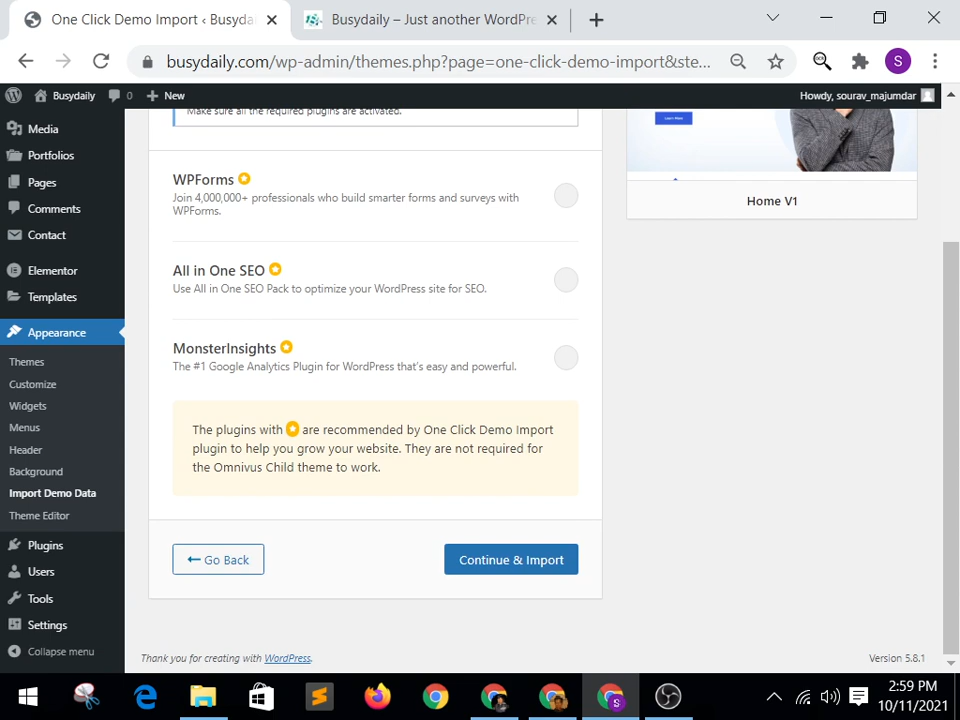 One Click Demo Import ‹ Busyda
Busydaily – Just another WordPre
busydaily.com/wp-admin/themes.php?page=one-click-demo-import&ste...
S
Busydaily
0
New
Howdy, sourav_majumdar
Media
Portfolios
Pages
Comments
Contact
Elementor
Templates
Appearance
Themes
Customize
Widgets
Menus
Header
Background
Import Demo Data
Theme Editor
Plugins
Users
Tools
Settings
Collapse menu
Make sure all the required plugins are activated.
WPForms
Join 4,000,000+ professionals who build smarter forms and surveys with
WPForms.
All in One SEO
Use All in One SEO Pack to optimize your WordPress site for SEO.
MonsterInsights
The #1 Google Analytics Plugin for WordPress that's easy and powerful.
The plugins with are recommended by One Click Demo Import
plugin to help you grow your website. They are not required for
the Omnivus Child theme to work.
Go Back
Continue & Import
Learn More
Home V1
Thank you for creating with WordPress.
Version 5.8.1
S
2:59 PM
10/11/2021